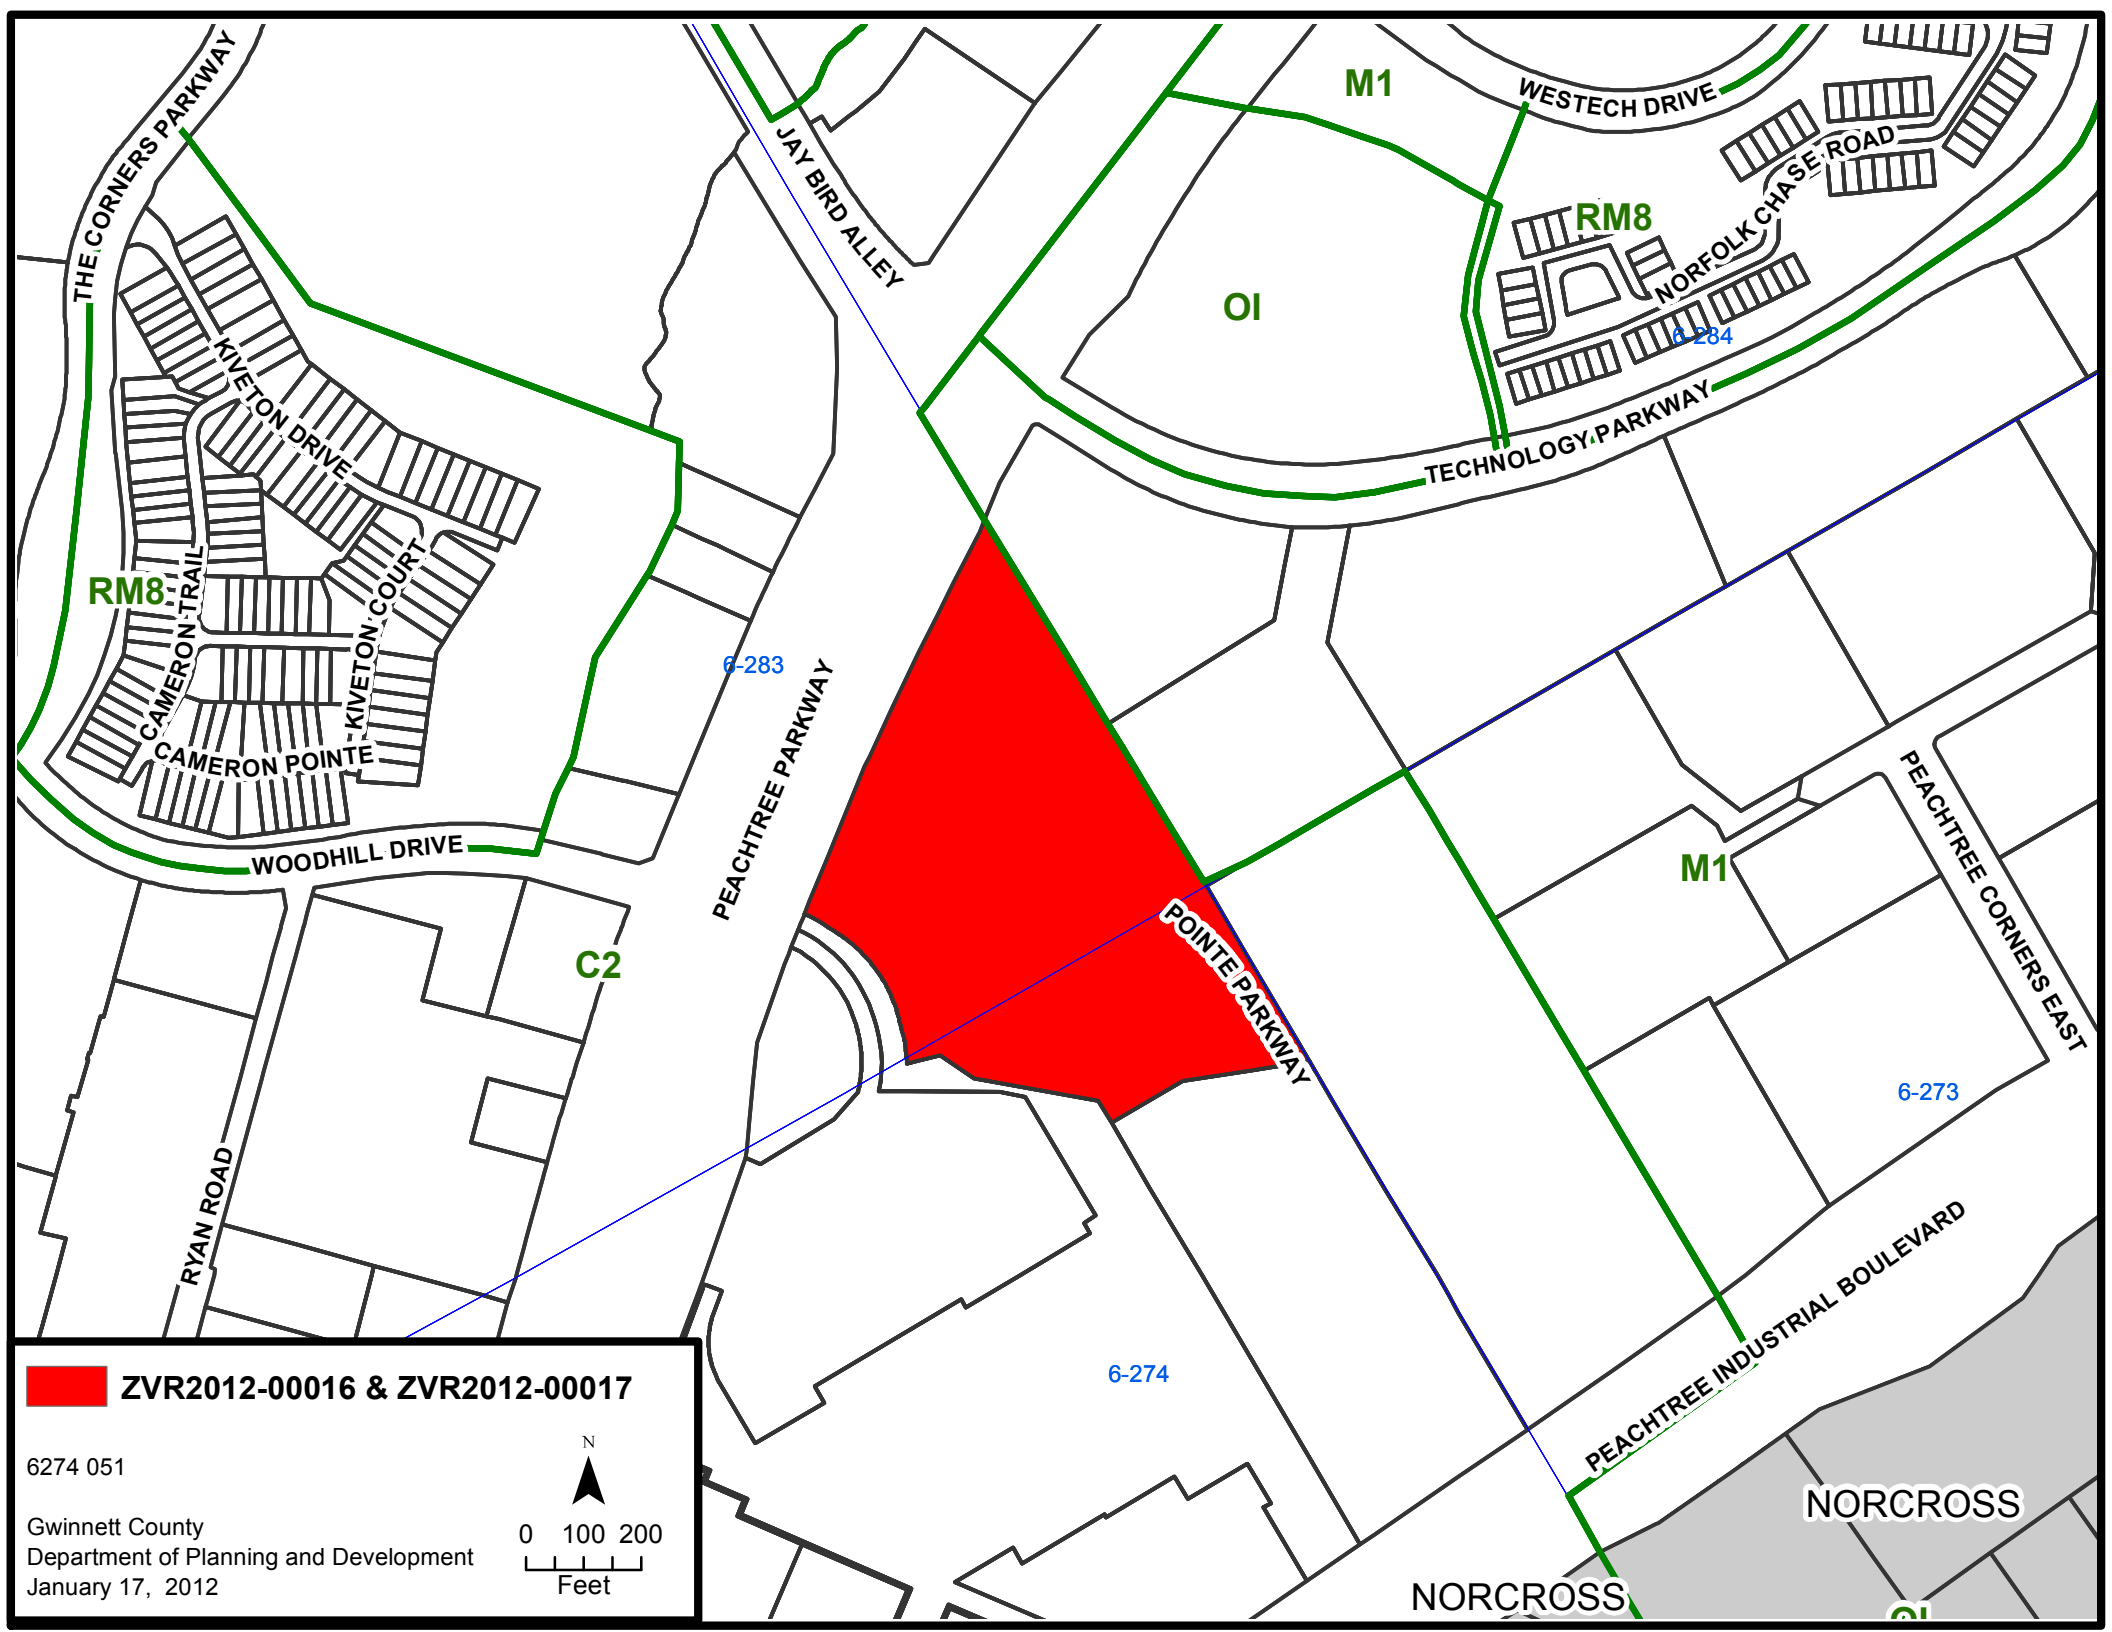 THE CORNERS PARKWAY
JAY BIRD ALLEY
M1
WESTECH DRIVE
NORFOLK CHASE ROAD
RM8
OI
6-284
KIVETON DRIVE
TECHNOLOGY PARKWAY
RM8
CAMERON TRAIL
KIVETON COURT
6-283
PEACHTREE PARKWAY
CAMERON POINTE
WOODHILL DRIVE
M1
PEACHTREE CORNERS EAST
C2
POINTE PARKWAY
6-273
RYAN ROAD
PEACHTREE INDUSTRIAL BOULEVARD
6-274
NORCROSS
NORCROSS
OI
ZVR2012-00016 & ZVR2012-00017
6274 051
N
Gwinnett County
Department of Planning and Development
January 17, 2012
0 100 200
Feet